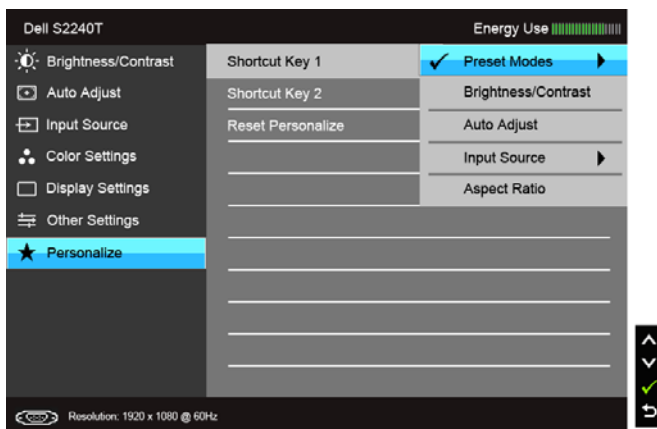 Dell S2240T
Energy Use
Brightness/Contrast
Auto Adjust
Input Source
Color Settings
Display Settings
Other Settings
Personalize
Shortcut Key 1
Shortcut Key 2
Reset Personalize
Preset Modes
Brightness/Contrast
Auto Adjust
Input Source
Aspect Ratio
Resolution: 1920 x 1080 @ 60Hz